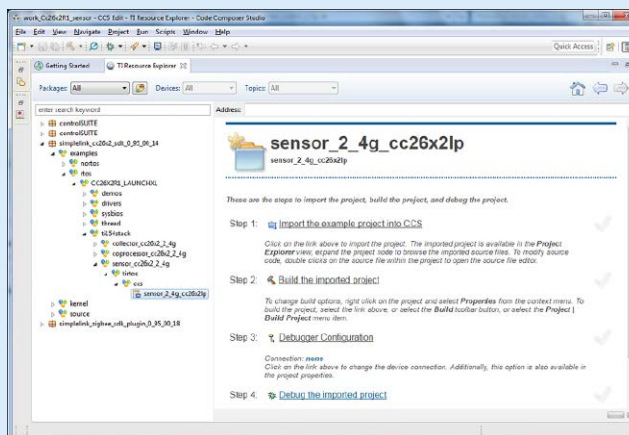 work_Cc26x2R1_sensor - CCS Edit - TI Resource Explorer - Code Composer Studio
File Edit View Navigate Project Run Scripts Window Help
Quick Access
Getting Started TI Resource Explorer
Packages: All Devices: All Topics: All
enter search keyword
Address:
controlSUITE
controlSUITE
simplelink_cc26x2_sdk_0_95_00_14
examples
nortos
rtos
CC26X2R1_LAUNCHXL
demos
drivers
sysbios
thread
ti154stack
collector_cc26x2_2_4g
coprocessor_cc26x2_2_4g
sensor_cc26x2_2_4g
tirtos
ccs
sensor_2_4g_cc26x2lp
kernel
source
simplelink_zigbee_sdk_plugin_0_95_00_18
sensor_2_4g_cc26x2lp
sensor_2_4g_cc26x2lp
These are the steps to import the project, build the project, and debug the project.
Step 1: Import the example project into CCS
Click on the link above to import the project. The imported project is available in the Project
Explorer view, expand the project node to browse the imported source files. To modify source
code, double clicks on the source file within the project to open the source file editor.
Step 2: Build the imported project
To change build options, right click on the project and select Properties from the context menu. To
build the project, select the link above, or select the Build toolbar button, or select the Project |
Build Project menu item.
Step 3: Debugger Configuration
Connection: none
Click on the link above to change the device connection. Additionally, this option is also available in
the project properties.
Step 4: Debug the imported project